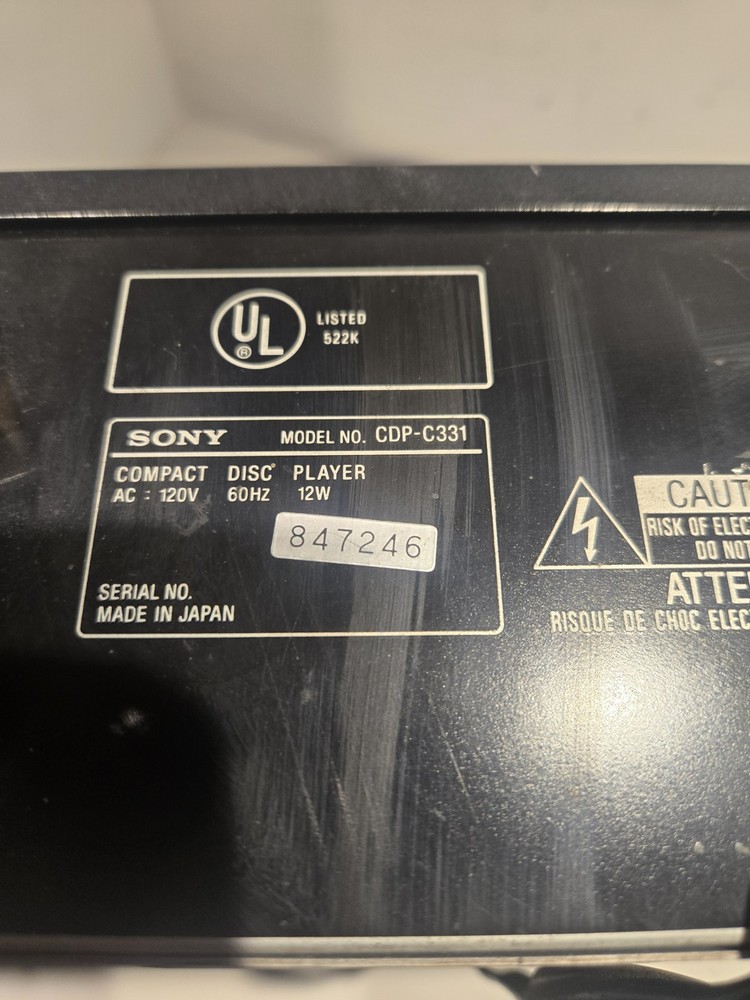 UL ®
LISTED
522K
SONY MODEL NO. CDP-C331
COMPACT DISC PLAYER
AC : 120V 60HZ 12W
847246
SERIAL NO.
MADE IN JAPAN
CAUT
RISK OF ELEC
DO NOT
ATTE
RISQUE DE CHOC ELEC